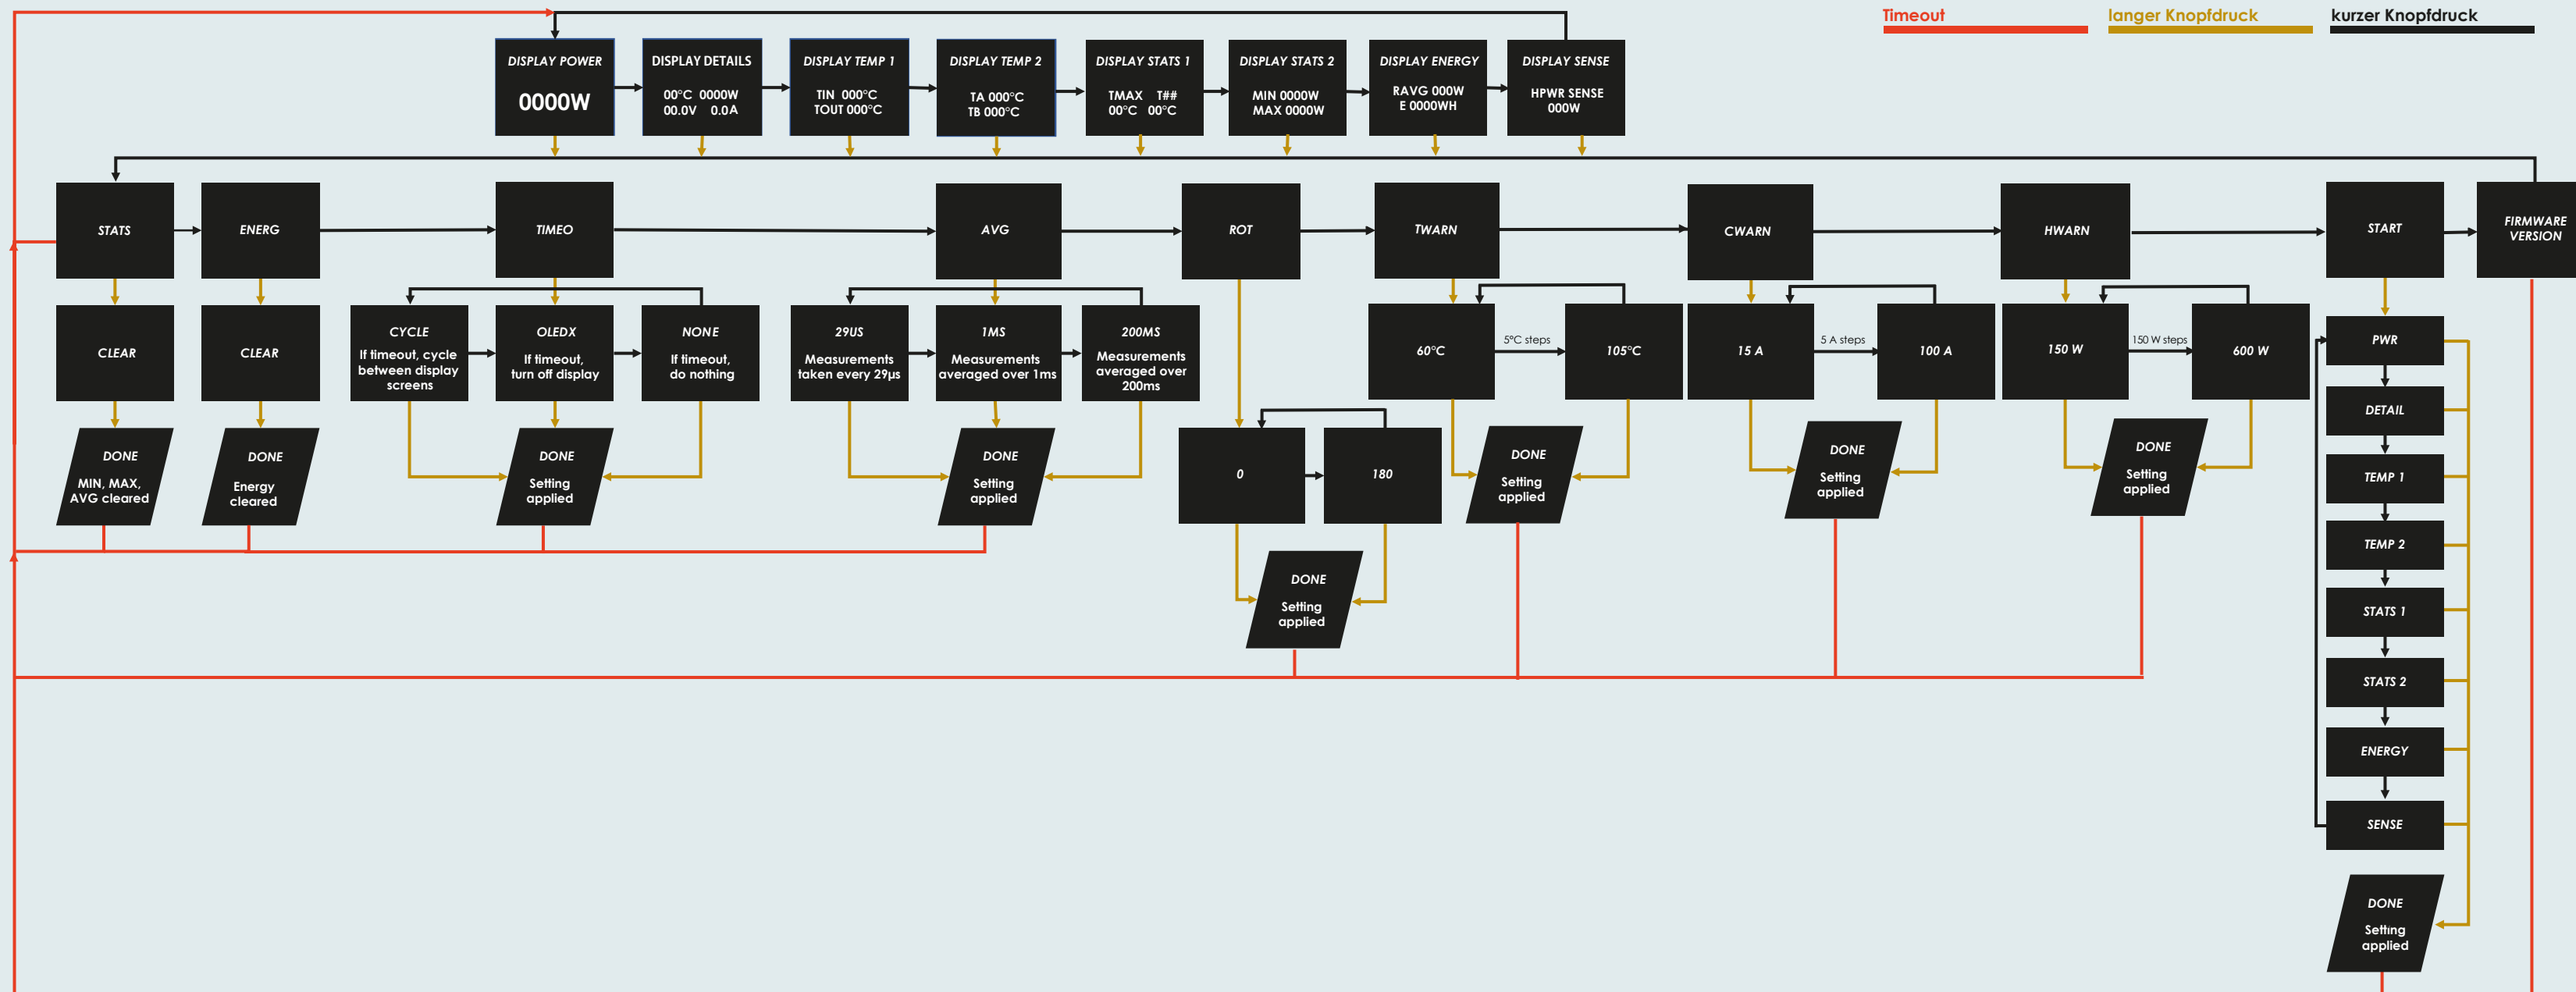 Timeout
langer Knopfdruck
kurzer Knopfdruck
DISPLAY POWER
0000W
DISPLAY DETAILS
00°C 0000W
00.0V 0.0A
DISPLAY TEMP 1
TIN 000°C
TOUT 000°C
DISPLAY TEMP 2
TA 000°C
TB 000°C
DISPLAY STATS 1
TMAX T##
00°C 00°C
DISPLAY STATS 2
MIN 0000W
MAX 0000W
DISPLAY ENERGY
RAVG 000W
E 0000WH
DISPLAY SENSE
HPWR SENSE
000W
STATS
ENERG
TIMEO
AVG
ROT
TWARN
CWARN
HWARN
START
FIRMWARE
VERSION
CLEAR
CLEAR
CYCLE
If timeout, cycle
between display
screens
OLEDX
If timeout,
turn off display
NONE
If timeout,
do nothing
29US
Measurements
taken every 29µs
1MS
Measurements
averaged over 1ms
200MS
Measurements
averaged over
200ms
60°C
5°C steps
105°C
15 A
5 A steps
100 A
150 W
150 W steps
600 W
PWR
DETAIL
TEMP 1
TEMP 2
STATS 1
STATS 2
ENERGY
SENSE
DONE
MIN, MAX,
AVG cleared
DONE
Energy
cleared
DONE
Setting
applied
DONE
Setting
applied
0
180
DONE
Setting
applied
DONE
Setting
applied
DONE
Setting
applied
DONE
Setting
applied
DONE
Setting
applied